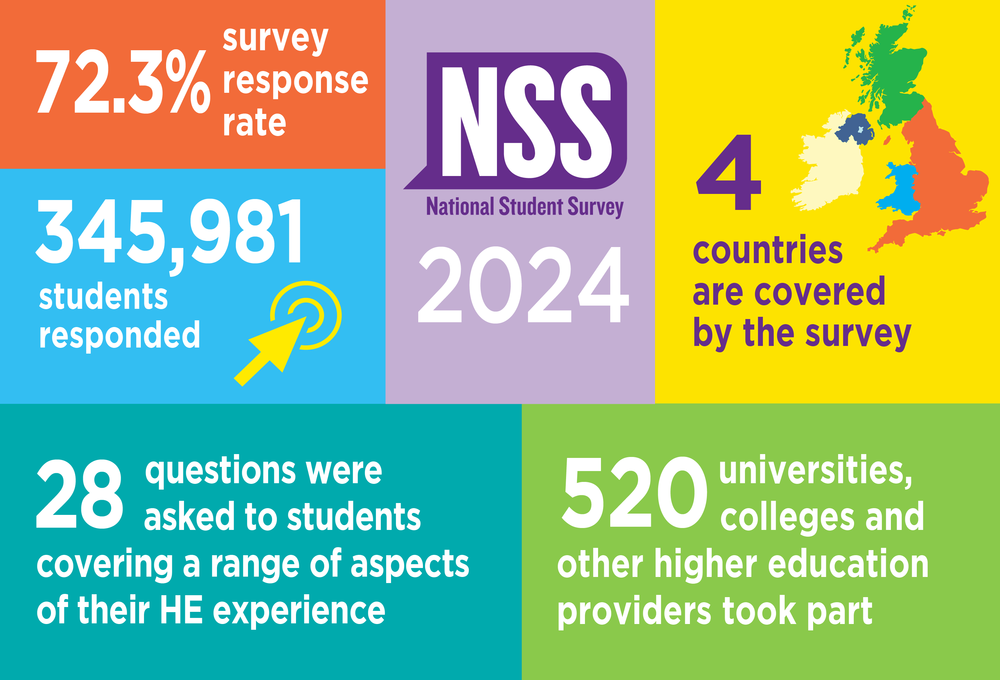 72.3%
survey
response
rate
345,981
students
responded
NSS
National Student Survey
2024
4
countries
are covered
by the survey
28 questions were
asked to students
covering a range of aspects
of their HE experience
520 universities,
colleges and
other higher education
providers took part